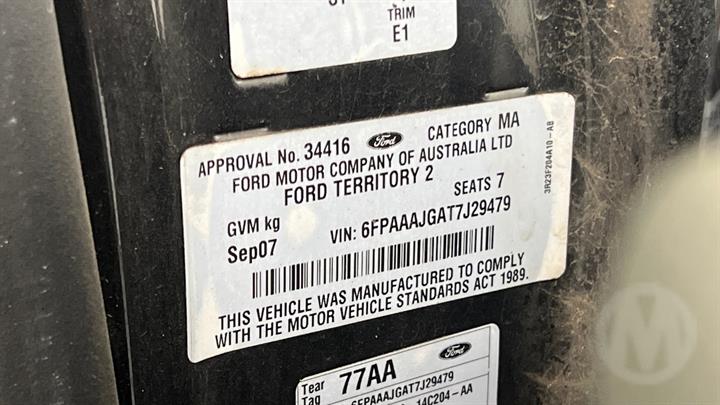 TRIM
E1
APPROVAL No. 34416 Ford CATEGORY MA
FORD MOTOR COMPANY OF AUSTRALIA LTD
FORD TERRITORY 2
SEATS 7
GVM kg
Sep07 VIN: 6FPAAAJGAT7J29479
THIS VEHICLE WAS MANUFACTURED TO COMPLY
WITH THE MOTOR VEHICLE STANDARDS ACT 1989.
3R23F204A10-AB
Ford
Tear 77AA
Tag 6FPAAAJGAT7J29479
14C204-AA
M